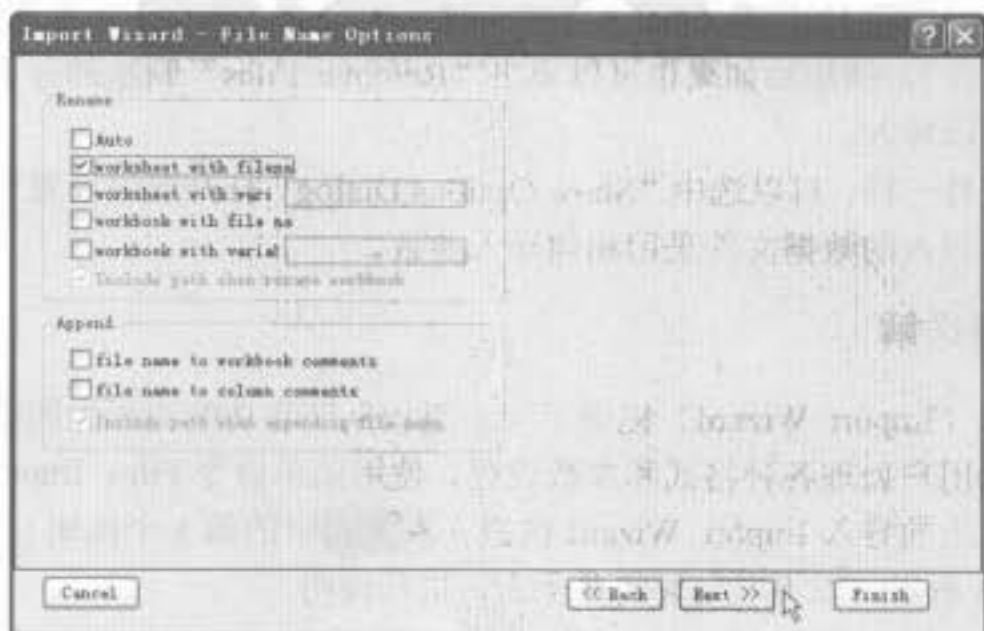 Import Wizard - File Name Options
Rename
Auto
worksheet with filena
worksheet with vari
workbook with file na
workbook with varial
Include path when rename workbook
Append
file name to workbook comments
file name to column comments
Include path when appending file name
Cancel
<< Back
Next >>
Finish